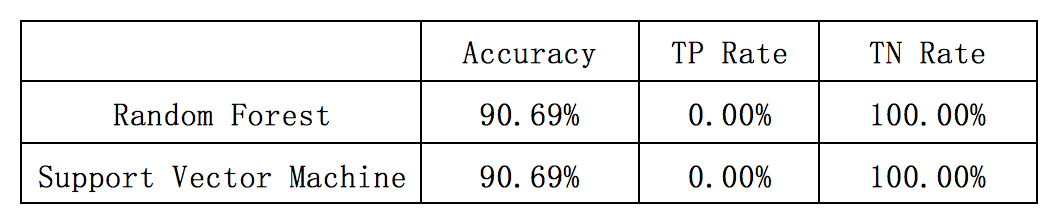 Accuracy TP Rate TN Rate
Random Forest 90.69% 0.00% 100.00%
Support Vector Machine 90.69% 0.00% 100.00%